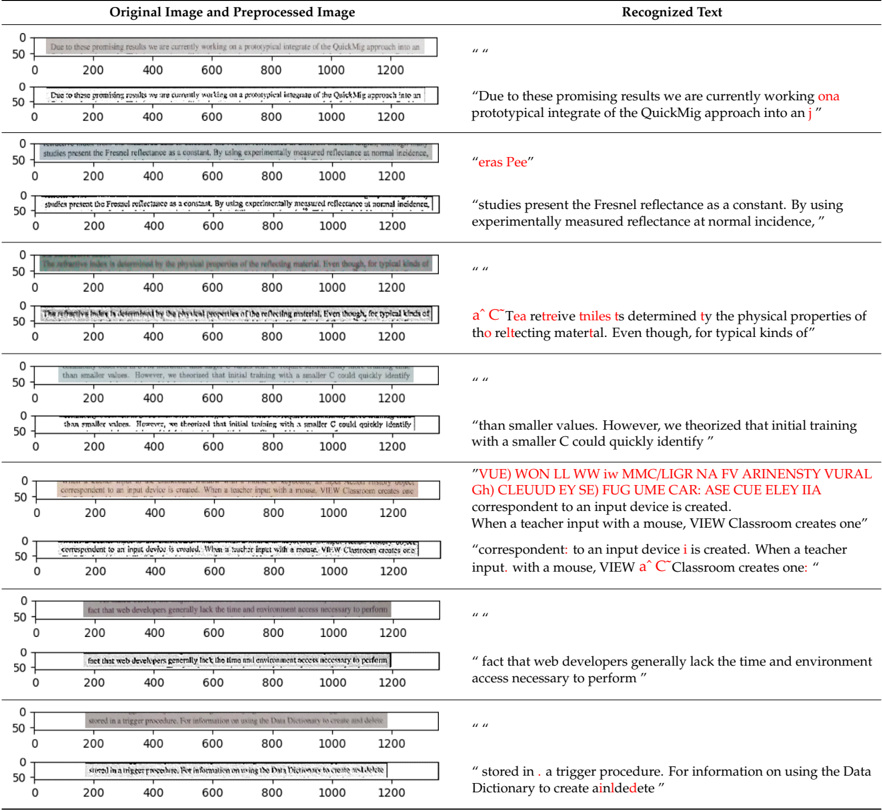 Original Image and Preprocessed Image
Recognized Text
0
50
Due to these promising results we are currently working on a prototypical integrate of the QuickMig approach into an
0 200 400 600 800 1000 1200
“ “
0
50
Due to these promising results we are currently working on a prototypical integrate of the QuickMig approach into an
0 200 400 600 800 1000 1200
“Due to these promising results we are currently working ona
prototypical integrate of the QuickMig approach into an j ”
0
50
studies present the Fresnel reflectance as a constant. By using experimentally measured reflectance at normal incidence,
0 200 400 600 800 1000 1200
“eras Pee”
0
50
studies present the Fresnel reflectance as a constant. By using experimentally measured reflectance at normal incidence,
0 200 400 600 800 1000 1200
“studies present the Fresnel reflectance as a constant. By using
experimentally measured reflectance at normal incidence, ”
0
50
The refractive index is determined by the physical properties of the reflecting material. Even though, for typical kinds of
0 200 400 600 800 1000 1200
“ “
0
50
The refractive index is determined by the physical properties of the reflecting material. Even though, for typical kinds of
0 200 400 600 800 1000 1200
aˆ C˜Tea retreive tniles ts determined ty the physical properties of
tho reltecting matertal. Even though, for typical kinds of”
0
50
than smaller values. However, we theorized that initial training with a smaller C could quickly identify
0 200 400 600 800 1000 1200
“ “
0
50
than smaller values. However, we theorized that initial training with a smaller C could quickly identify
0 200 400 600 800 1000 1200
“than smaller values. However, we theorized that initial training
with a smaller C could quickly identify ”
0
50
correspondent to an input device is created. When a teacher input with a mouse, VIEW Classroom creates one
0 200 400 600 800 1000 1200
”VUE) WON LL WW iw MMC/LIGR NA FV ARINENSTY VURAL
Gh) CLEUUD EY SE) FUG UME CAR: ASE CUE ELEY IIA
correspondent to an input device is created.
When a teacher input with a mouse, VIEW Classroom creates one”
0
50
correspondent to an input device is created. When a teacher input with a mouse, VIEW Classroom creates one
0 200 400 600 800 1000 1200
“correspondent: to an input device i is created. When a teacher
input. with a mouse, VIEW aˆ C˜Classroom creates one: “
0
50
fact that web developers generally lack the time and environment access necessary to perform
0 200 400 600 800 1000 1200
“ “
0
50
fact that web developers generally lack the time and environment access necessary to perform
0 200 400 600 800 1000 1200
“ fact that web developers generally lack the time and environment
access necessary to perform ”
0
50
stored in a trigger procedure. For information on using the Data Dictionary to create and delete
0 200 400 600 800 1000 1200
“ “
0
50
stored in a trigger procedure. For information on using the Data Dictionary to create and delete
0 200 400 600 800 1000 1200
“ stored in . a trigger procedure. For information on using the Data
Dictionary to create ainldedete ”